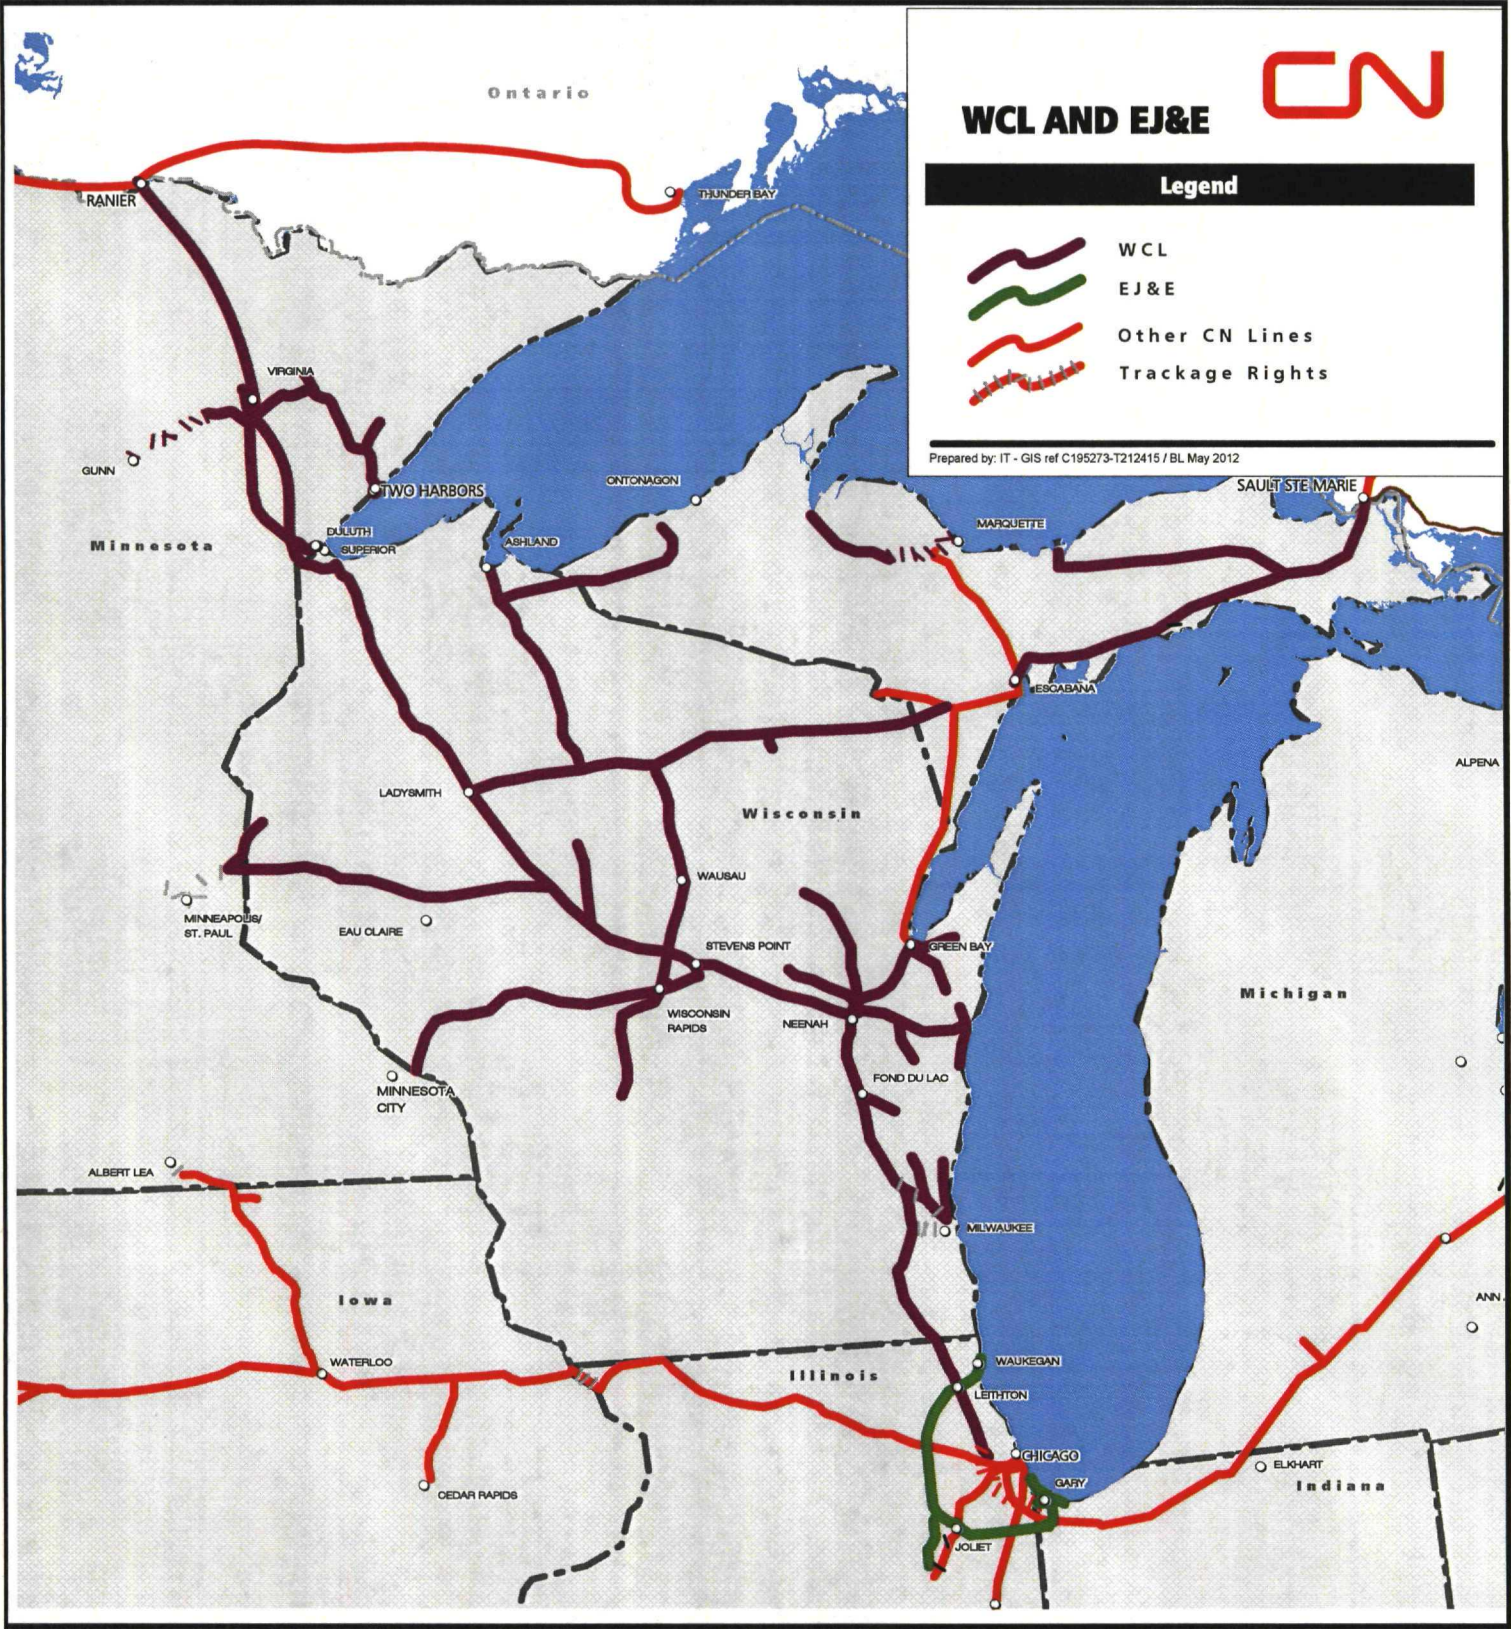 Ontario
CN
WCL AND EJ&E
Legend
WCL
EJ&E
Other CN Lines
Trackage Rights
Prepared by: IT - GIS ref C195273-T212415 / BL May 2012
RANIER
THUNDER BAY
VIRGINIA
GUNN
TWO HARBORS
ONTONAGON
SAULT STE MARIE
MARQUETTE
DULUTH
SUPERIOR
ASHLAND
Minnesota
ESCABANA
ALPENA
LADYSMITH
Wisconsin
WAUSAU
MINNEAPOLIS/
ST. PAUL
EAU CLAIRE
STEVENS POINT
GREEN BAY
Michigan
WISCONSIN
RAPIDS
NEENAH
FOND DU LAC
MINNESOTA
CITY
ALBERT LEA
MILWAUKEE
Iowa
ANN
WATERLOO
WAUKEGAN
Illinois
LEITHTON
CHICAGO
ELKHART
GARY
Indiana
CEDAR RAPIDS
JOLIET